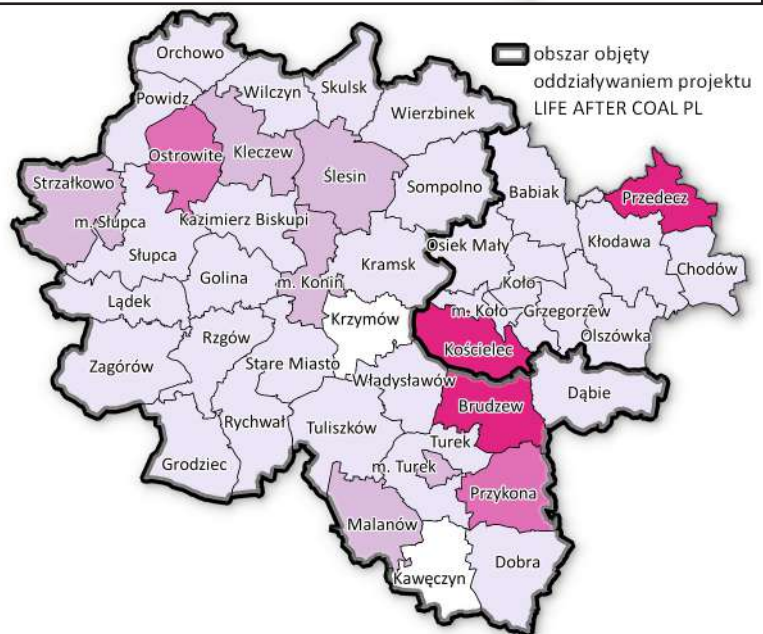 obszar objęty
oddziaływaniem projektu
LIFE AFTER COAL PL
Orchowo
Powidz
Wilczyn
Skulsk
Wierzbinek
Ostrowite
Kleczew
Ślesin
Sompolno
Babiak
Przedecz
Strzałkowo
m. Słupca
Kazimierz Biskupi
Osiek Mały
Kłodawa
Chodów
Słupca
Golina
m. Konin
Kramsk
Koło
Lądek
Krzymów
m. Koło
Grzegorzew
Olszówka
Rzgów
Kościelec
Zagórów
Stare Miasto
Władysławów
Dąbie
Brudzew
Rychwał
Tuliszków
Turek
Grodziec
m. Turek
Przykona
Malanów
Kawęczyn
Dobra